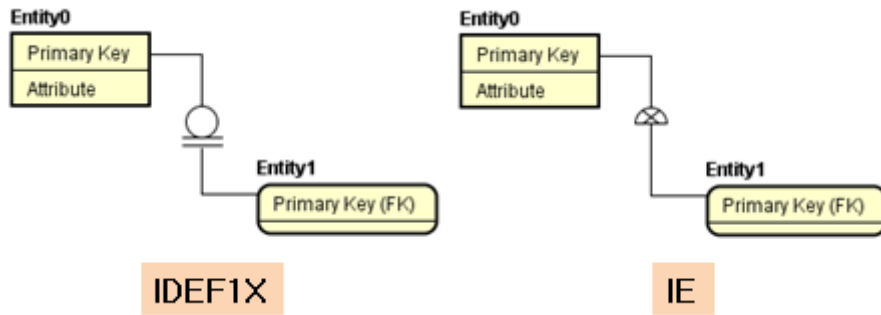 Entity0
Primary Key
Attribute
Entity1
Primary Key (FK)
IDEF1X
Entity0
Primary Key
Attribute
Entity1
Primary Key (FK)
IE